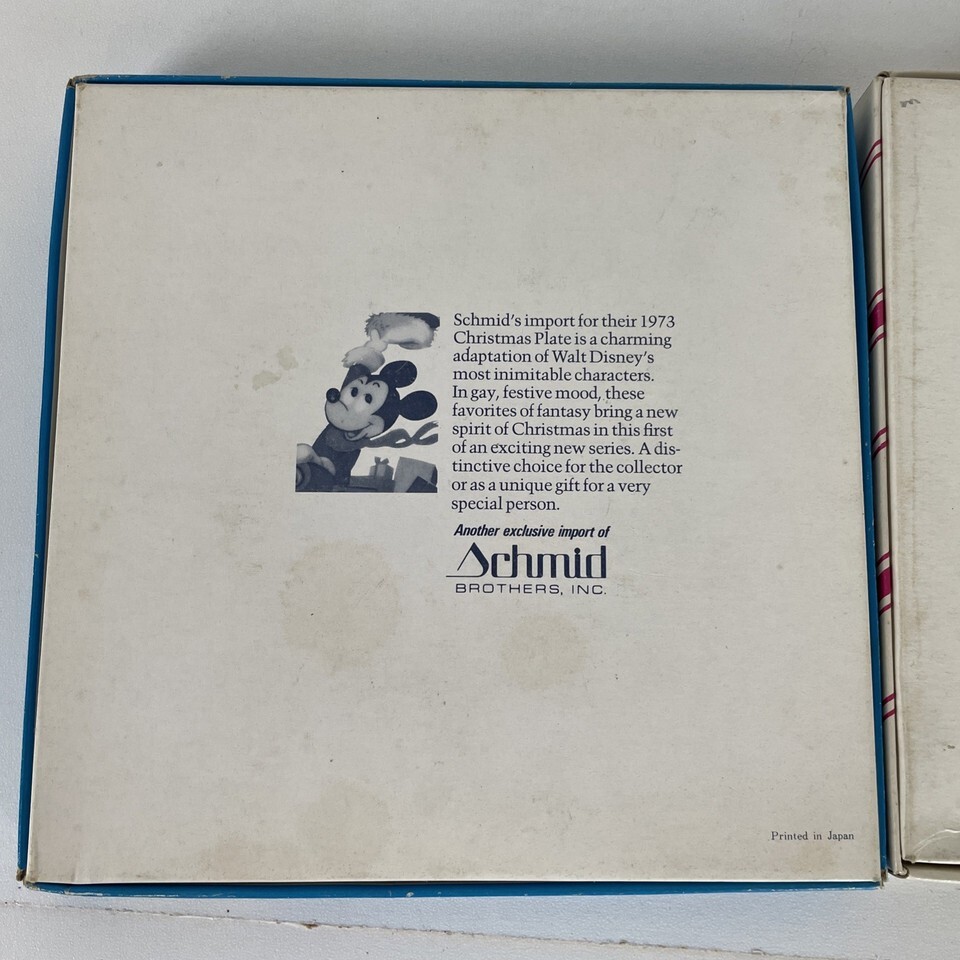 Schmid's import for their 1973
Christmas Plate is a charming
adaptation of Walt Disney's
most inimitable characters.
In gay, festive mood, these
favorites of fantasy bring a new
spirit of Christmas in this first
of an exciting new series. A dis-
tinctive choice for the collector
or as a unique gift for a very
special person.
Another exclusive import of
Schmid
BROTHERS, INC.
Printed in Japan